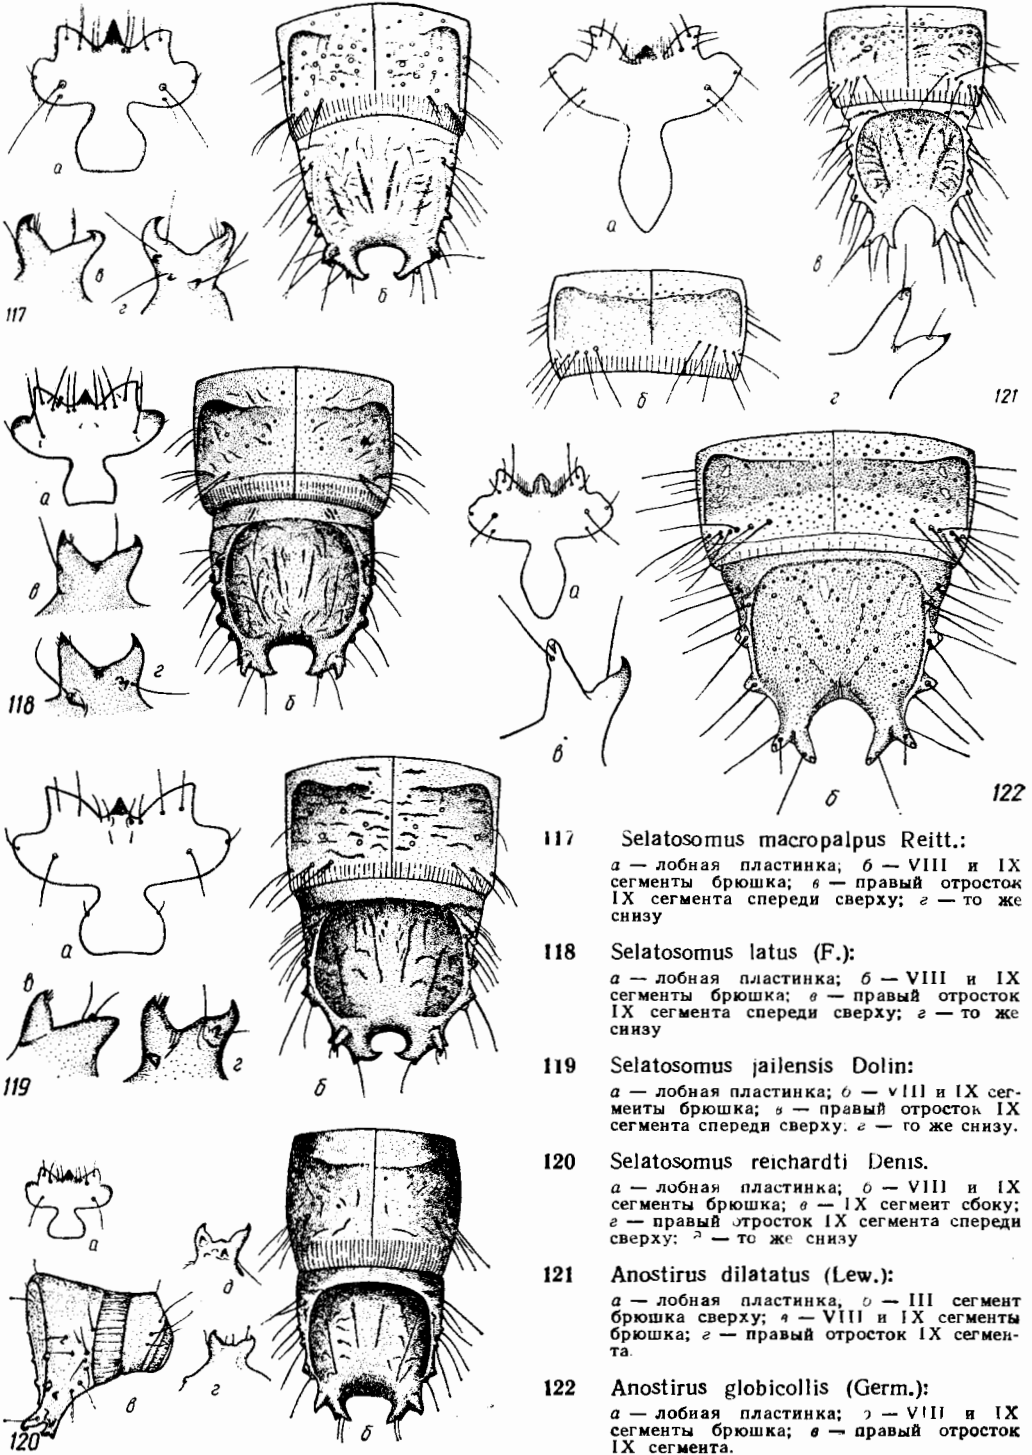 а
б
в
г
117
а
б
в
г
121
а
б
в
г
118
а
б
в
122
а
б
в
г
119
а
б
в
г
д
120
117 Selatosomus macropalpus Reitt.:
а — лобная пластинка; б — VIII и IX
сегменты брюшка; в — правый отросток
IX сегмента спереди сверху; г — то же
снизу
118 Selatosomus latus (F.):
а — лобная пластинка; б — VIII и IX
сегменты брюшка; в — правый отросток
IX сегмента спереди сверху; г — то же
снизу
119 Selatosomus jailensis Dolin:
а — лобная пластинка; б — VIII и IX сег-
менты брюшка; в — правый отросток IX
сегмента спереди сверху. г — то же снизу.
120 Selatosomus reichardti Denis.
а — лобная пластинка; б — VIII и IX
сегменты брюшка; в — IX сегмент сбоку;
г — правый отросток IX сегмента спереди
сверху: д — то же снизу
121 Anostirus dilatatus (Lew.):
а — лобная пластинка, б — III сегмент
брюшка сверху; в — VIII и IX сегменты
брюшка; г — правый отросток IX сегмен-
та.
122 Anostirus globicollis (Germ.):
а — лобная пластинка; б — VIII и IX
сегменты брюшка; в — правый отросток
IX сегмента.